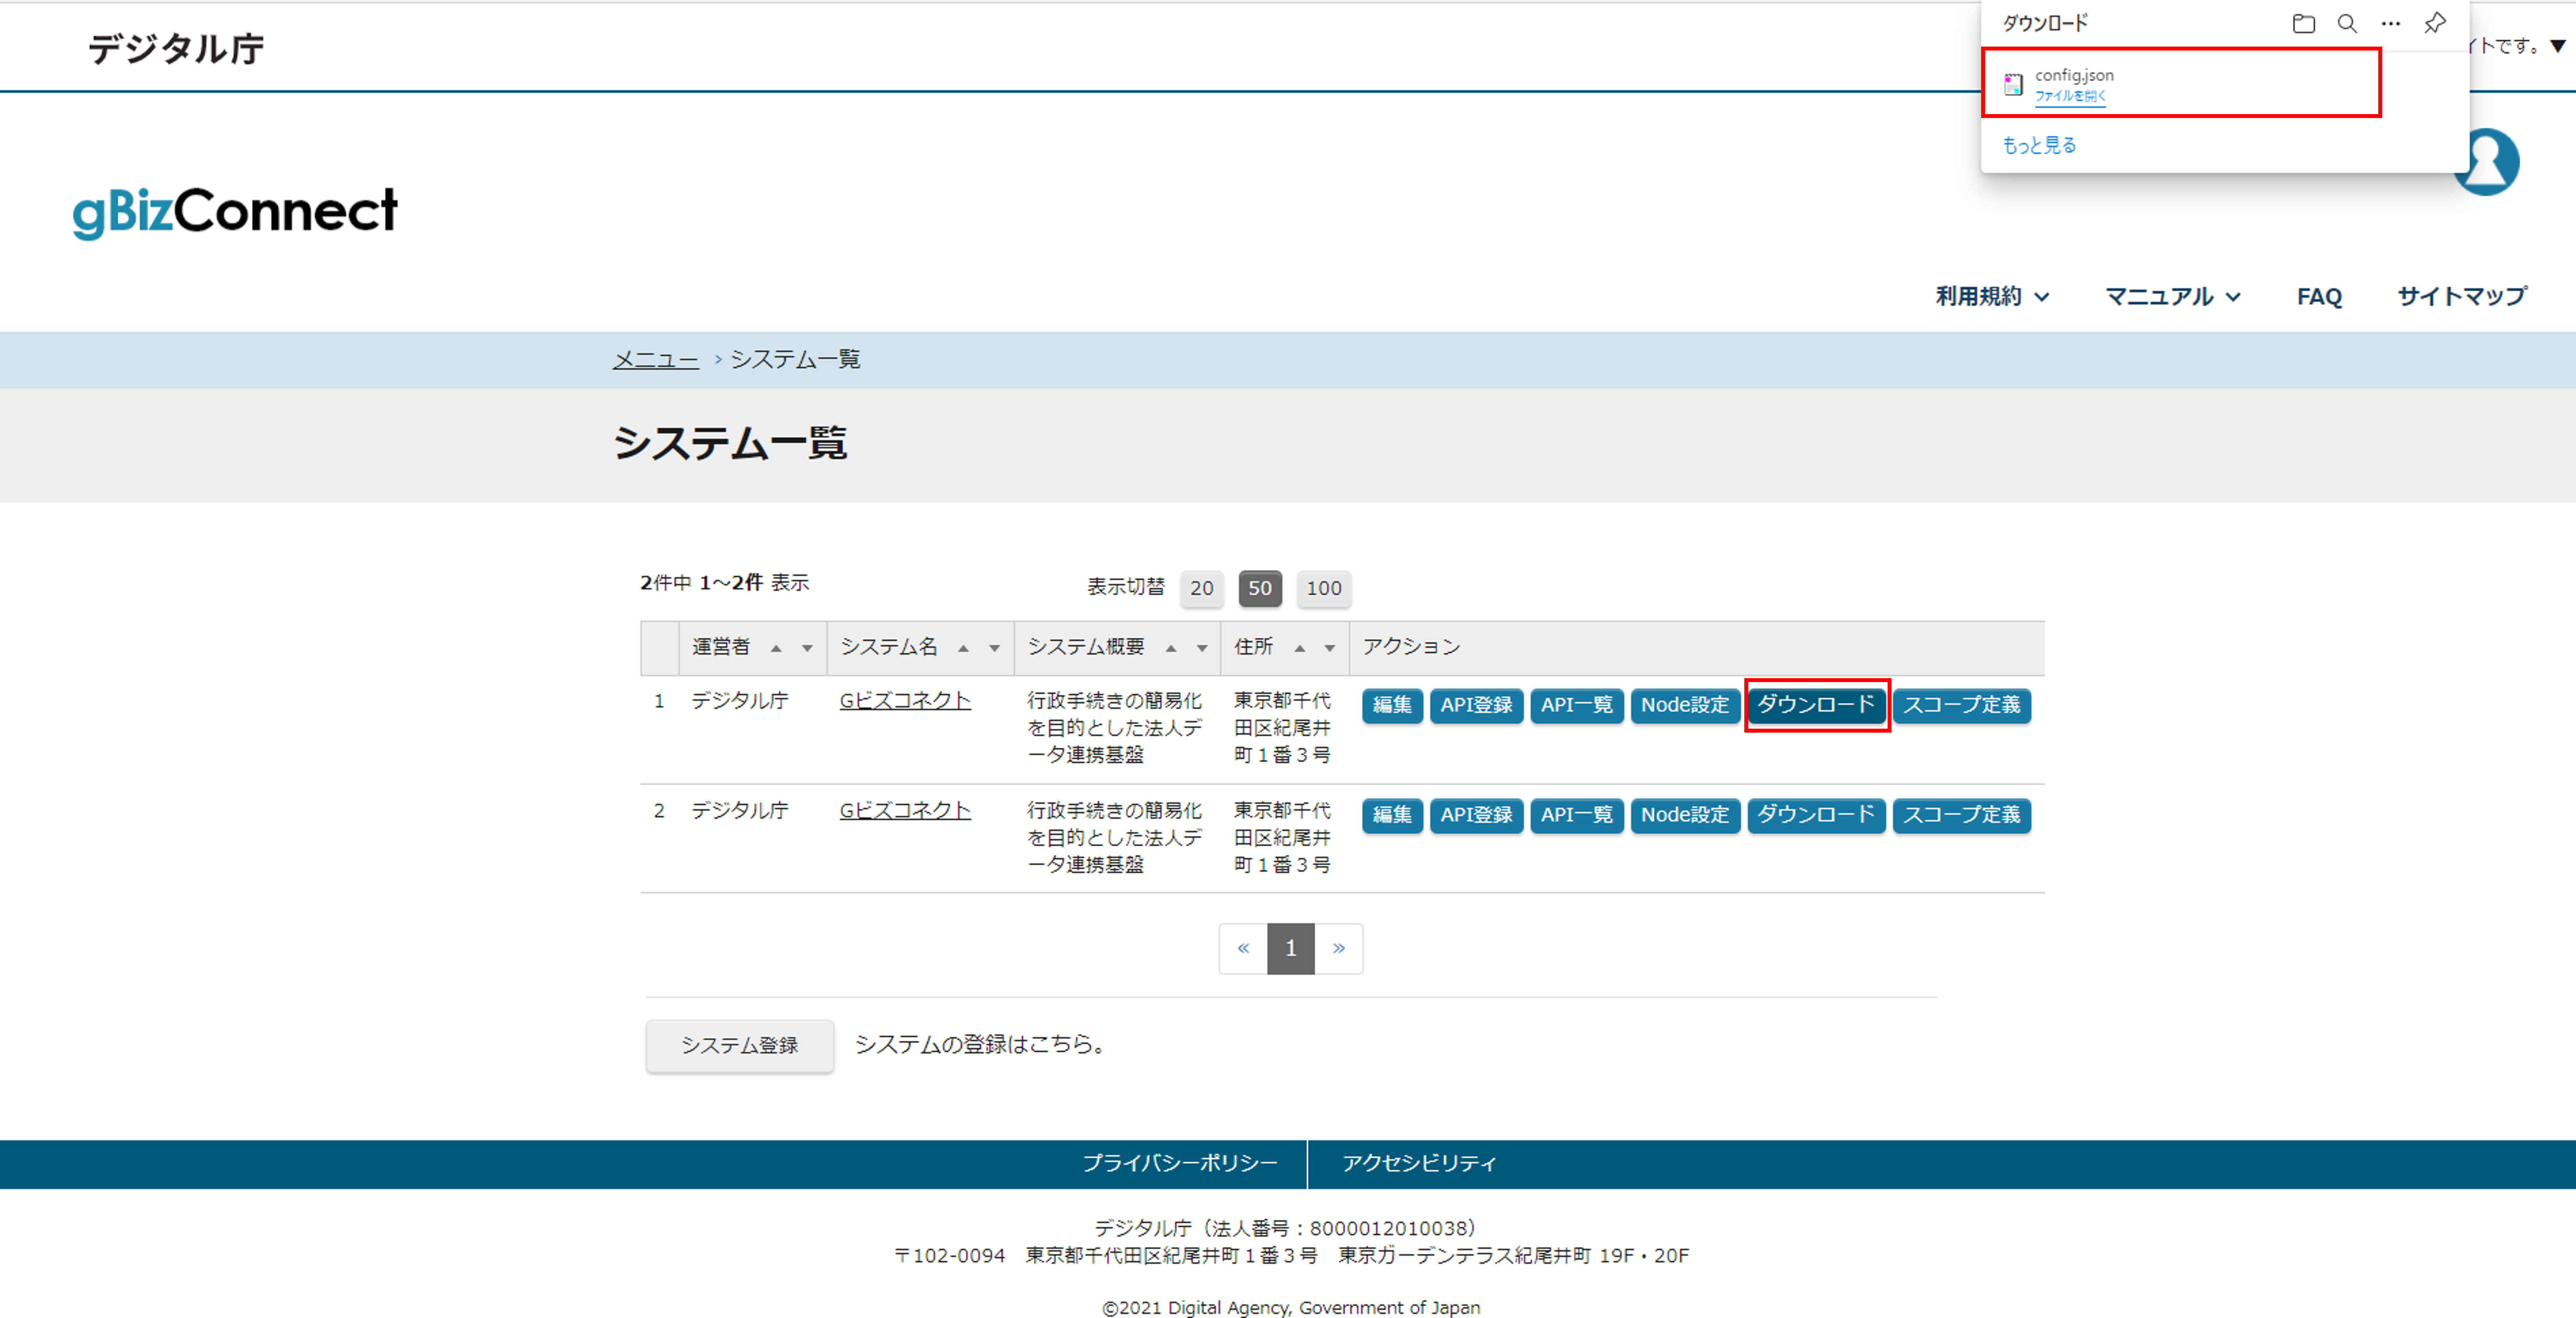 デジタル庁
イトです。▼
ダウンロード
config.json
ファイルを開く
もっと見る
gBizConnect
利用規約
マニュアル
FAQ
サイトマップ
メニュー > システム一覧
システム一覧
2件中 1～2件 表示
表示切替 20 50 100
運営者 ▲ ▼ システム名 ▲ ▼ システム概要 ▲ ▼ 住所 ▲ ▼ アクション
1 デジタル庁 Gビズコネクト
行政手続きの簡易化
を目的とした法人デ
ータ連携基盤
東京都千代
田区紀尾井
町１番３号
編集 API登録 API一覧 Node設定 ダウンロード スコープ定義
2 デジタル庁 Gビズコネクト
行政手続きの簡易化
を目的とした法人デ
ータ連携基盤
東京都千代
田区紀尾井
町１番３号
編集 API登録 API一覧 Node設定 ダウンロード スコープ定義
« 1 »
システム登録 システムの登録はこちら。
プライバシーポリシー アクセシビリティ
デジタル庁（法人番号：8000012010038）
〒102-0094 東京都千代田区紀尾井町１番３号 東京ガーデンテラス紀尾井町 19F・20F
©2021 Digital Agency, Government of Japan